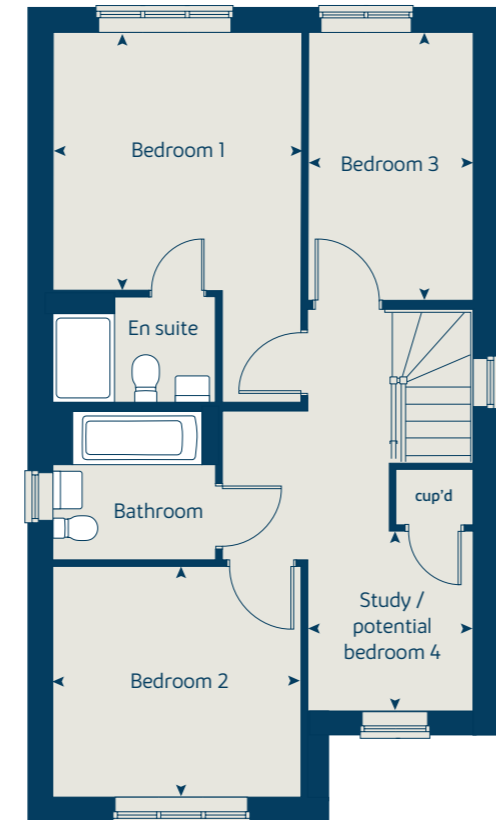 Bedroom 1
Bedroom 3
En suite
cup'd
Bathroom
Study /
potential
bedroom 4
Bedroom 2